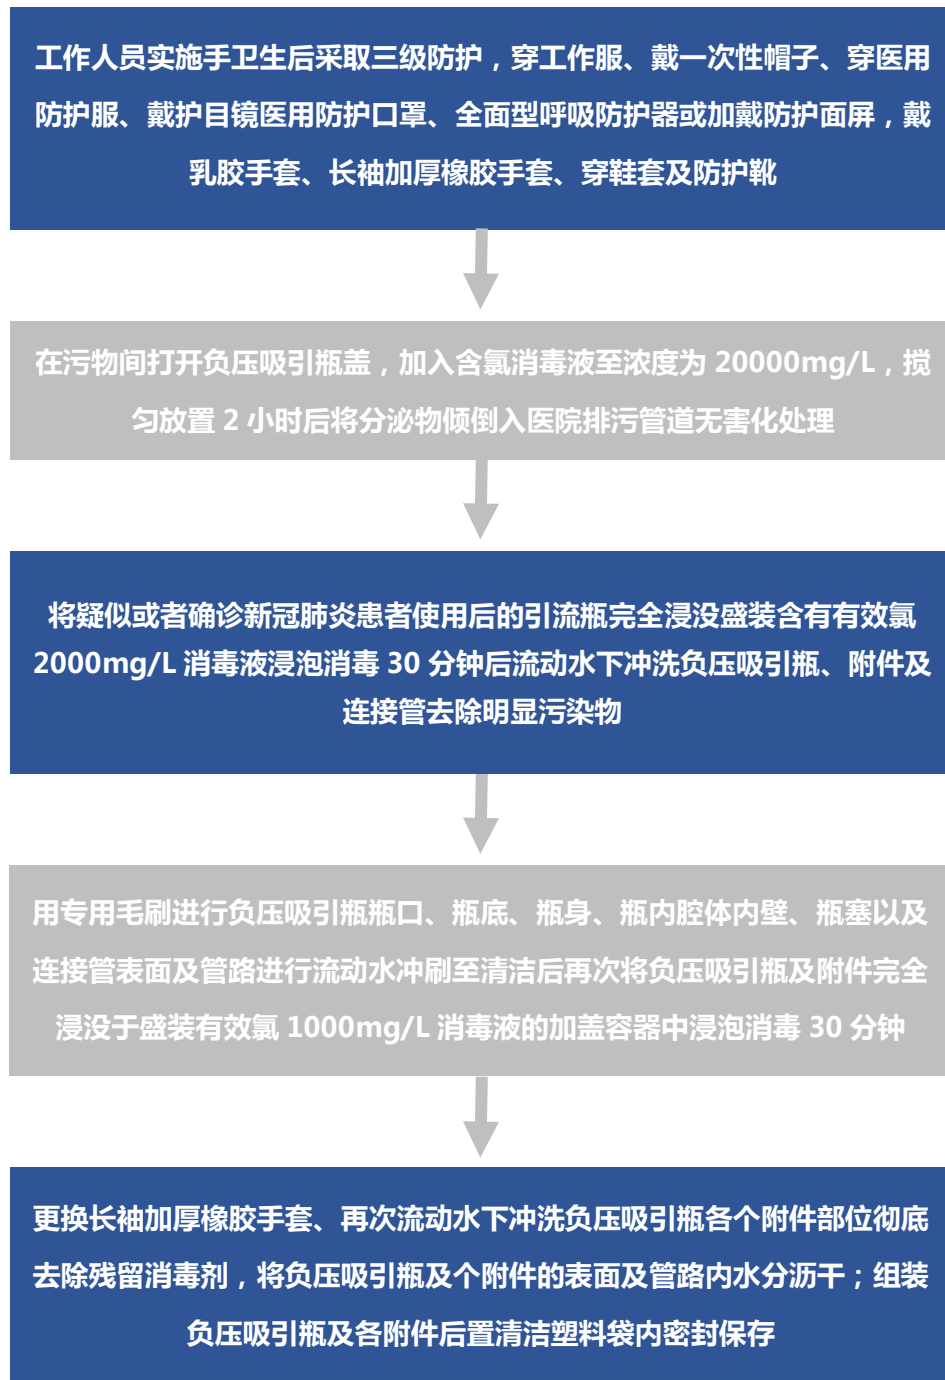 工作人员实施手卫生后采取三级防护，穿工作服、戴一次性帽子、穿医用
防护服、戴护目镜医用防护口罩、全面型呼吸防护器或加戴防护面屏，戴
乳胶手套、长袖加厚橡胶手套、穿鞋套及防护靴
在污物间打开负压吸引瓶盖，加入含氯消毒液至浓度为 20000mg/L，搅
匀放置 2 小时后将分泌物倾倒入医院排污管道无害化处理
将疑似或者确诊新冠肺炎患者使用后的引流瓶完全浸没盛装含有有效氯
2000mg/L 消毒液浸泡消毒 30 分钟后流动水下冲洗负压吸引瓶、附件及
连接管去除明显污染物
用专用毛刷进行负压吸引瓶瓶口、瓶底、瓶身、瓶内腔体内壁、瓶塞以及
连接管表面及管路进行流动水冲刷至清洁后再次将负压吸引瓶及附件完全
浸没于盛装有效氯 1000mg/L 消毒液的加盖容器中浸泡消毒 30 分钟
更换长袖加厚橡胶手套、再次流动水下冲洗负压吸引瓶各个附件部位彻底
去除残留消毒剂，将负压吸引瓶及个附件的表面及管路内水分沥干；组装
负压吸引瓶及各附件后置清洁塑料袋内密封保存